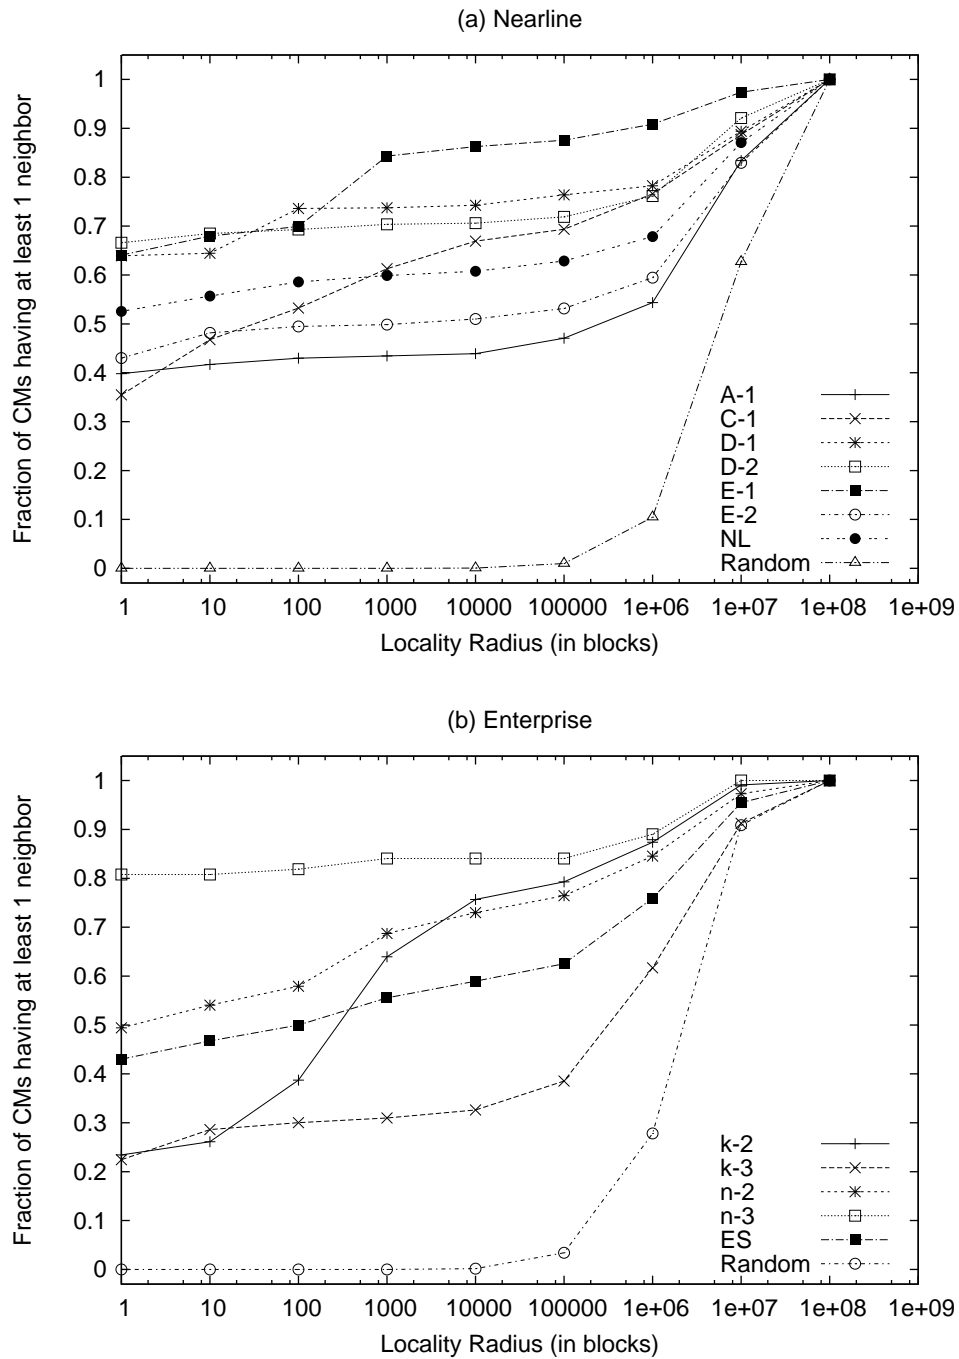 (a) Nearline
Fraction of CMs having at least 1 neighbor
1
0.9
0.8
0.7
0.6
0.5
0.4
0.3
0.2
0.1
0
A-1
C-1
D-1
D-2
E-1
E-2
NL
Random
1 10 100 1000 10000 100000 1e+06 1e+07 1e+08 1e+09
Locality Radius (in blocks)
(b) Enterprise
Fraction of CMs having at least 1 neighbor
1
0.9
0.8
0.7
0.6
0.5
0.4
0.3
0.2
0.1
0
k-2
k-3
n-2
n-3
ES
Random
1 10 100 1000 10000 100000 1e+06 1e+07 1e+08 1e+09
Locality Radius (in blocks)